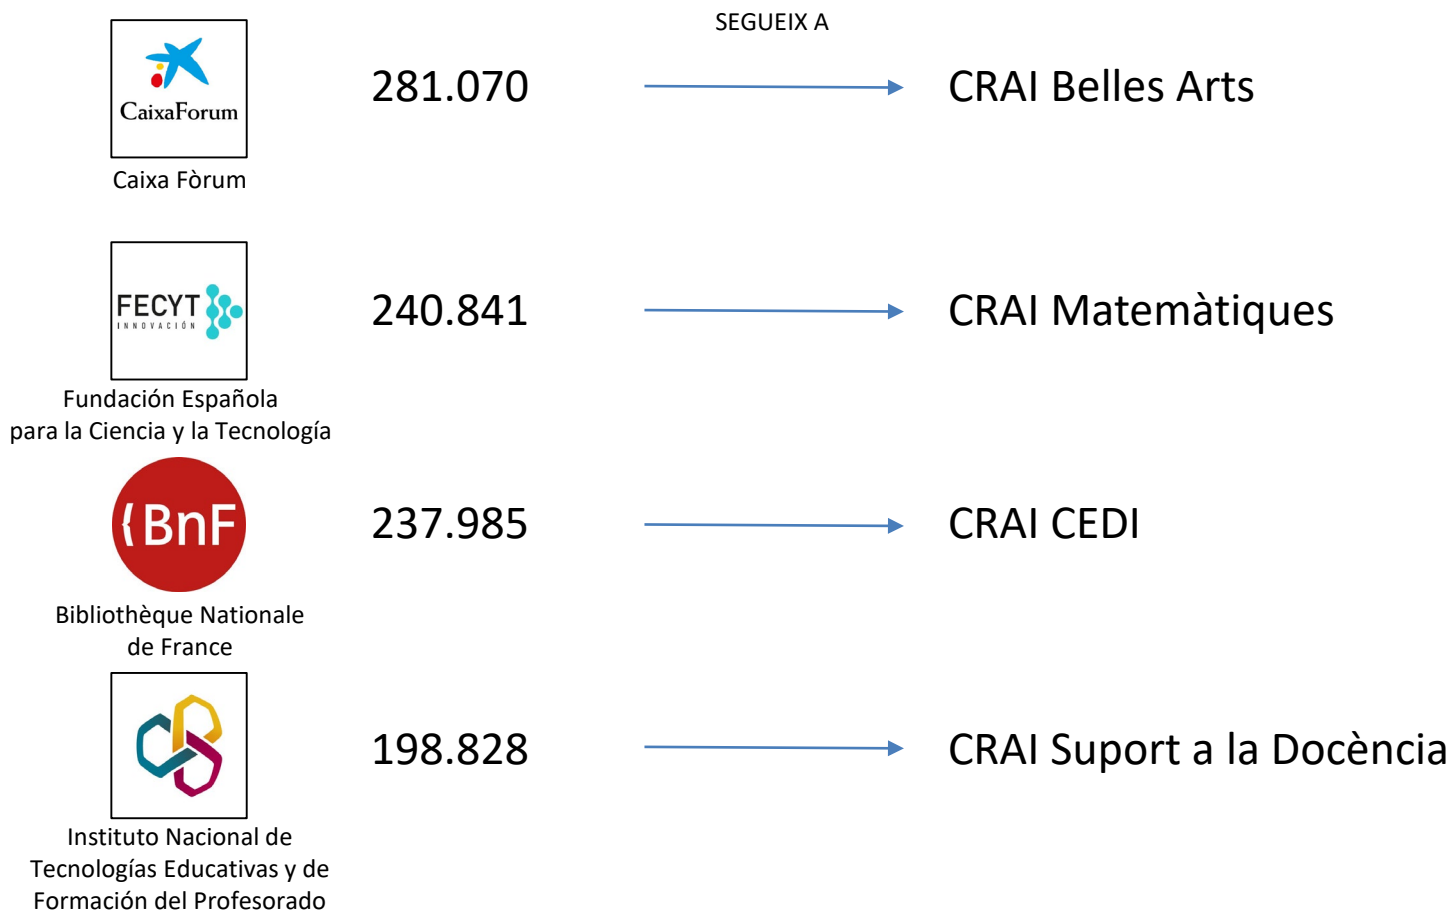 SEGUEIX A
CaixaForum
281.070
CRAI Belles Arts
Caixa Fòrum
FECYT
INNOVACIÓN
240.841
CRAI Matemàtiques
Fundación Española
para la Ciencia y la Tecnología
{BnF
237.985
CRAI CEDI
Bibliothèque Nationale
de France
198.828
CRAI Suport a la Docència
Instituto Nacional de
Tecnologías Educativas y de
Formación del Profesorado